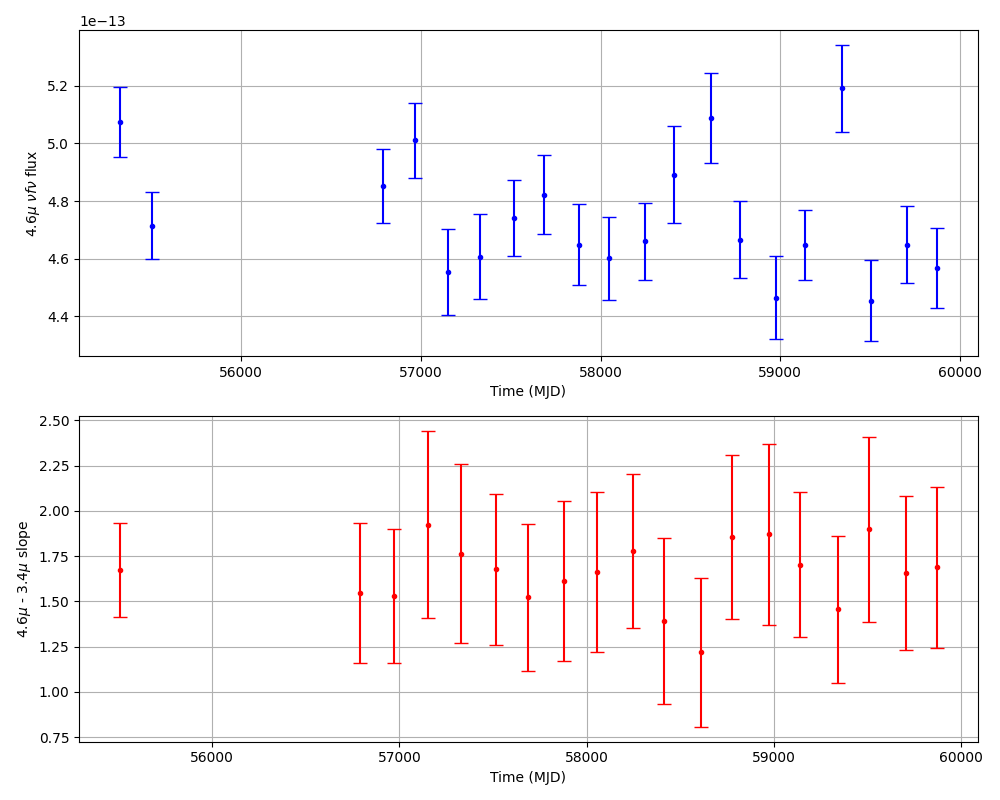 1e−13
5.2
5.0
4.8
4.6
4.4
4.6μ νfν flux
56000 57000 58000 59000 60000
Time (MJD)
2.50
2.25
2.00
1.75
1.50
1.25
1.00
0.75
4.6μ - 3.4μ slope
56000 57000 58000 59000 60000
Time (MJD)